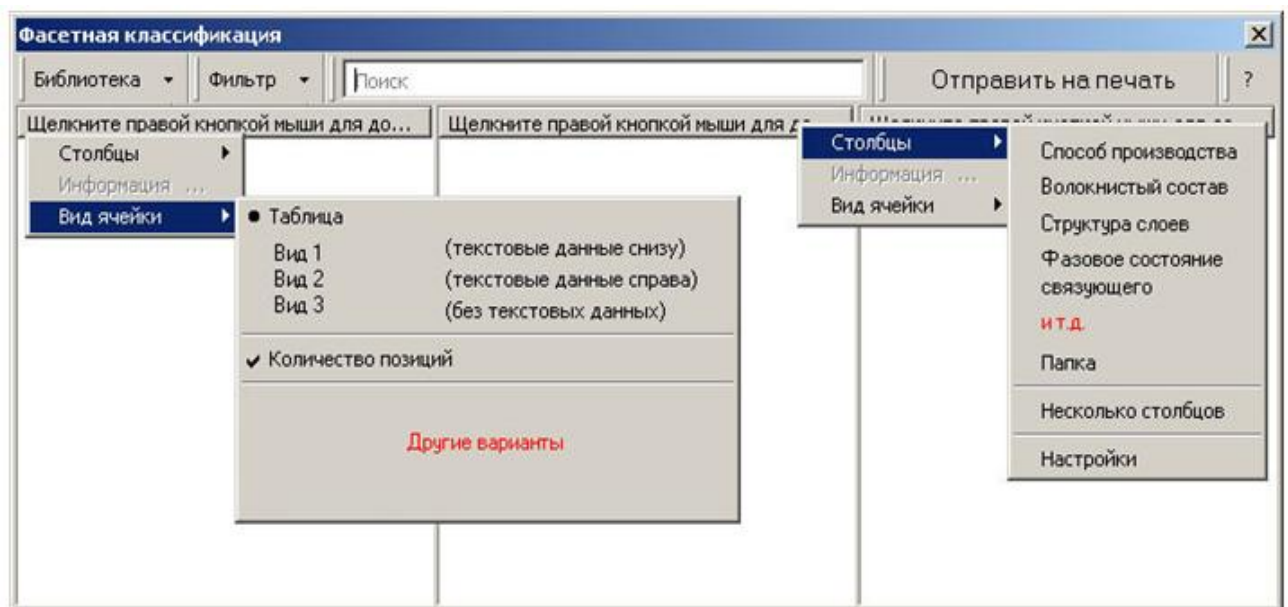 Фасетная классификация
Библиотека Фильтр Поиск Отправить на печать ?
Щелкните правой кнопкой мыши для до... Щелкните правой кнопкой мыши для до
Столбцы
Информация ...
Вид ячейки
Таблица
Вид 1 (текстовые данные снизу)
Вид 2 (текстовые данные справа)
Вид 3 (без текстовых данных)
Количество позиций
Другие варианты
Столбцы
Информация ...
Вид ячейки
Способ производства
Волокнистый состав
Структура слоев
Фазовое состояние
связующего
и т.д.
Папка
Несколько столбцов
Настройки